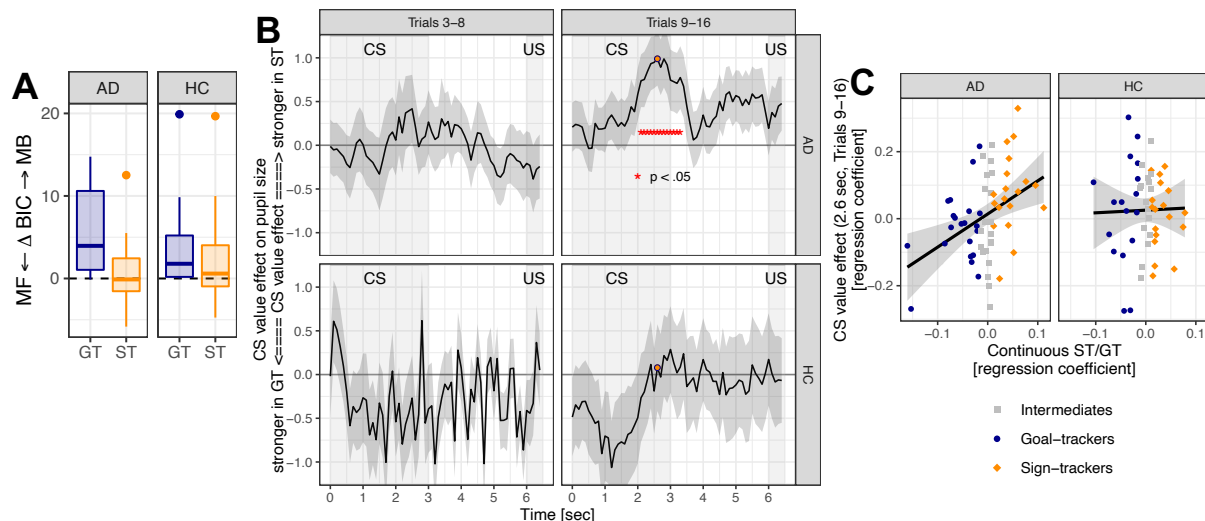 A
AD
HC
MF ← Δ BIC → MB
20
10
0
GT
ST
GT
ST
B
Trials 3−8
Trials 9−16
CS value effect on pupil size
stronger in GT <==== CS value effect ====> stronger in ST
CS
US
CS
US
1.0
0.5
0.0
−0.5
−1.0
* p < .05
AD
CS
US
CS
US
1.0
0.5
0.0
−0.5
−1.0
HC
0 1 2 3 4 5 6
0 1 2 3 4 5 6
Time [sec]
C
AD
HC
CS value effect (2.6 sec, Trials 9−16)
[regression coefficient]
0.2
0.0
−0.2
−0.1 0.0 0.1
−0.1 0.0 0.1
Continuous ST/GT
[regression coefficient]
Intermediates
Goal−trackers
Sign−trackers